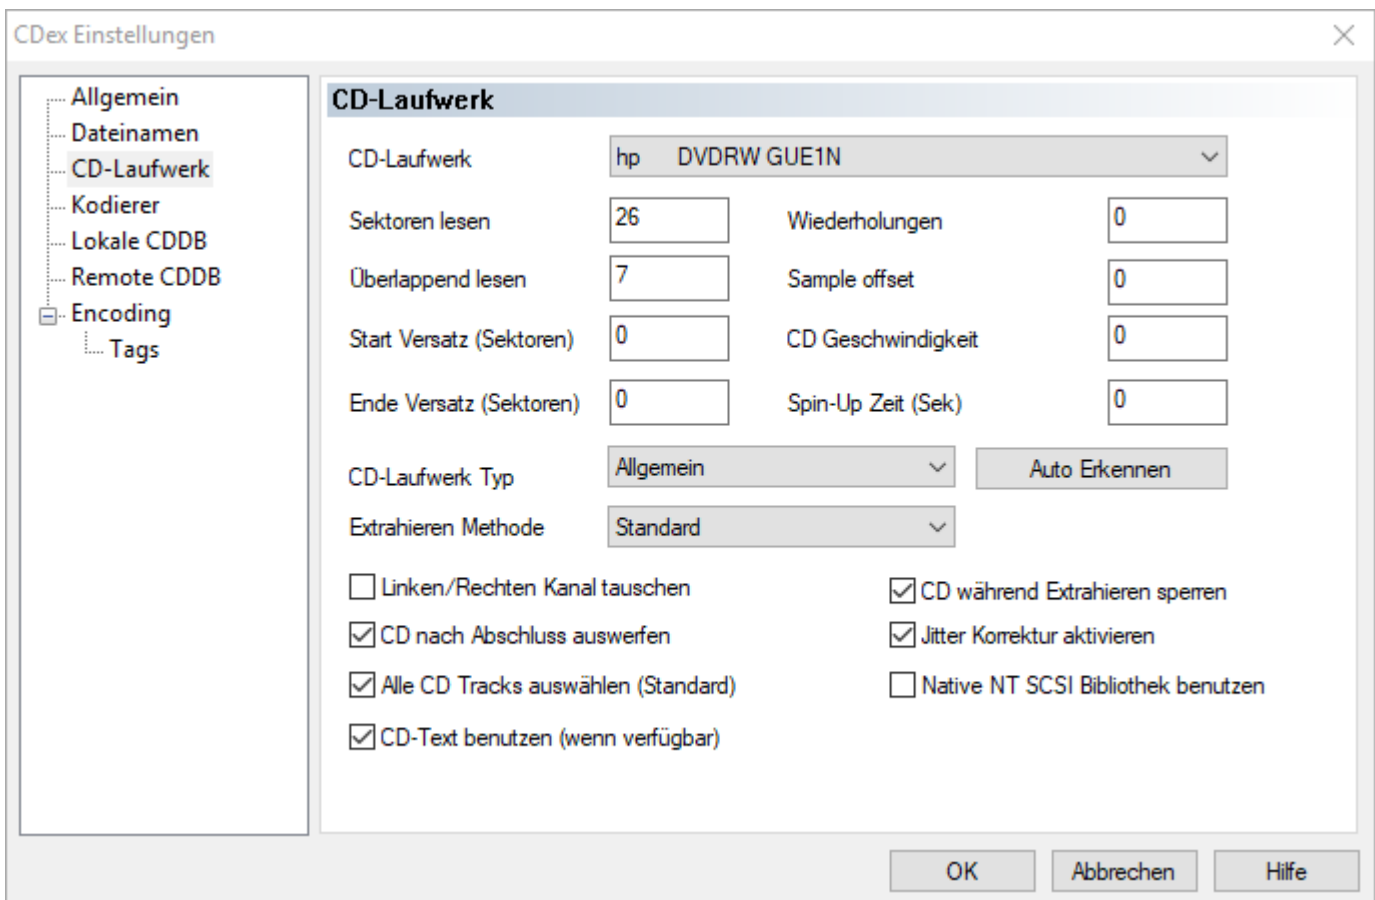 CDex Einstellungen
Allgemein
Dateinamen
CD-Laufwerk
Kodierer
Lokale CDDB
Remote CDDB
Encoding
Tags
CD-Laufwerk
CD-Laufwerk hp DVDRW GUE1N
Sektoren lesen 26 Wiederholungen 0
Überlappend lesen 7 Sample offset 0
Start Versatz (Sektoren) 0 CD Geschwindigkeit 0
Ende Versatz (Sektoren) 0 Spin-Up Zeit (Sek) 0
CD-Laufwerk Typ Allgemein Auto Erkennen
Extrahieren Methode Standard
Linken/Rechten Kanal tauschen CD während Extrahieren sperren
CD nach Abschluss auswerfen Jitter Korrektur aktivieren
Alle CD Tracks auswählen (Standard) Native NT SCSI Bibliothek benutzen
CD-Text benutzen (wenn verfügbar)
OK Abbrechen Hilfe